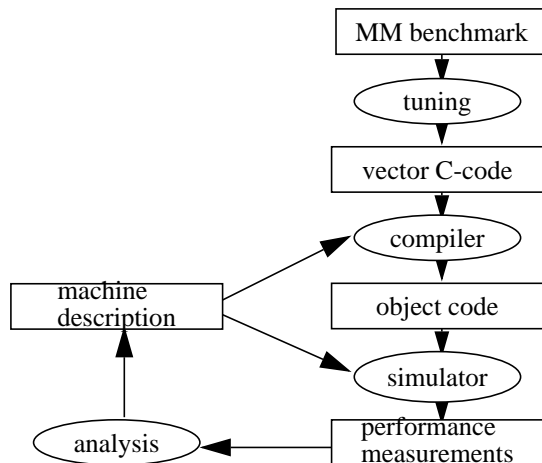 MM benchmark
tuning
vector C-code
compiler
machine
description
object code
simulator
performance
measurements
analysis